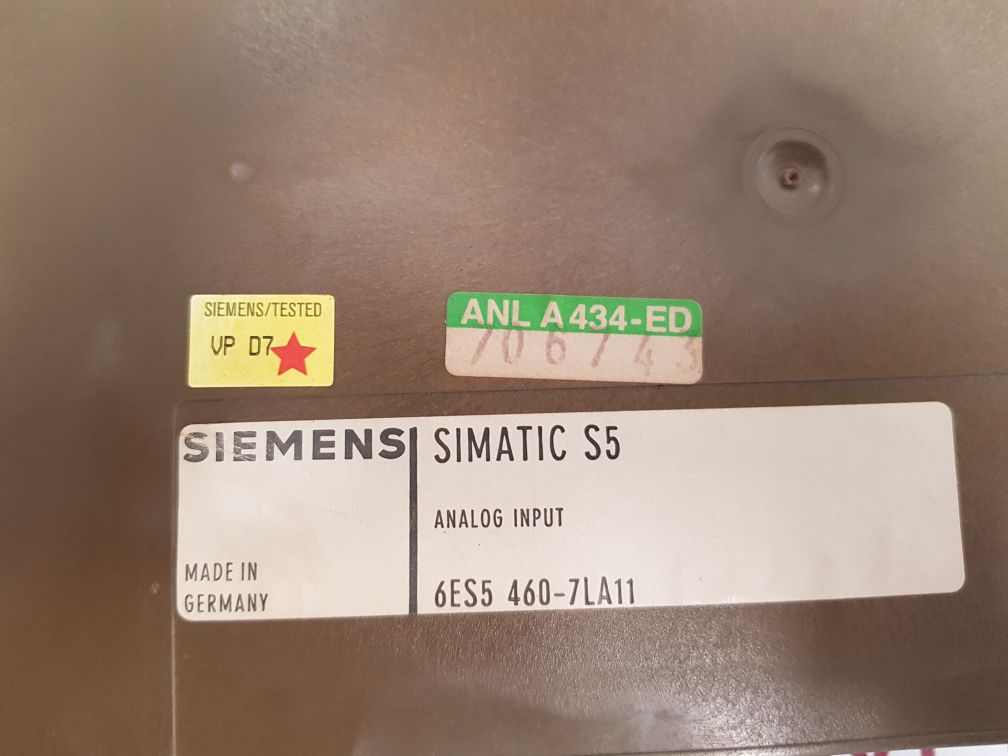 SIEMENS/TESTED
VP D7
ANL A434-ED
706743
SIEMENS
MADE IN
GERMANY
SIMATIC S5
ANALOG INPUT
6ES5 460-7LA11